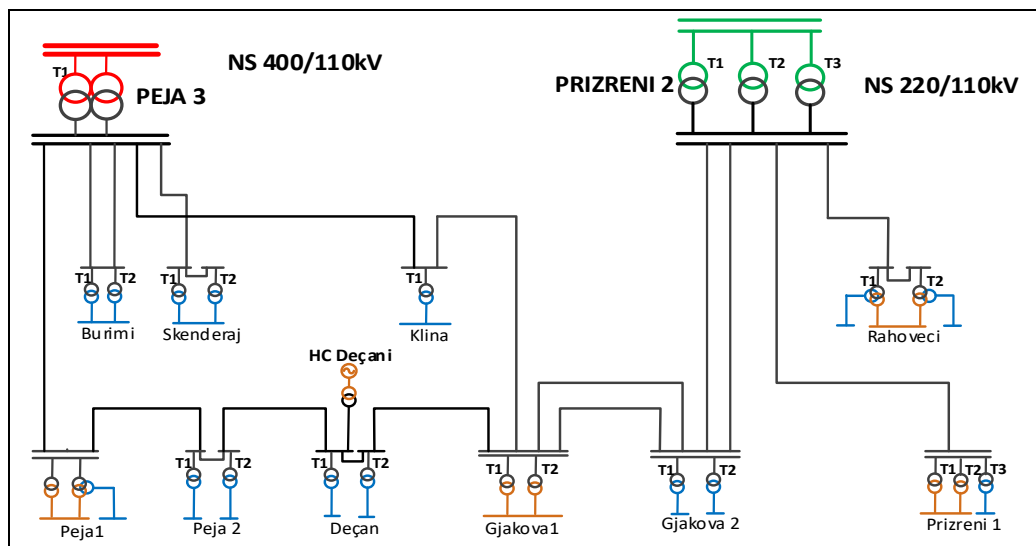 T1
NS 400/110kV
PEJA 3
T1
T2
T3
PRIZRENI 2
NS 220/110kV
T1
T2
Burimi
T1
T2
Skenderaj
T1
Klina
T1
T2
Rahoveci
HC Deçani
Peja1
T1
T2
Peja 2
T1
T2
Deçan
T1
T2
Gjakova1
T1
T2
Gjakova 2
T1
T2
T3
Prizreni 1